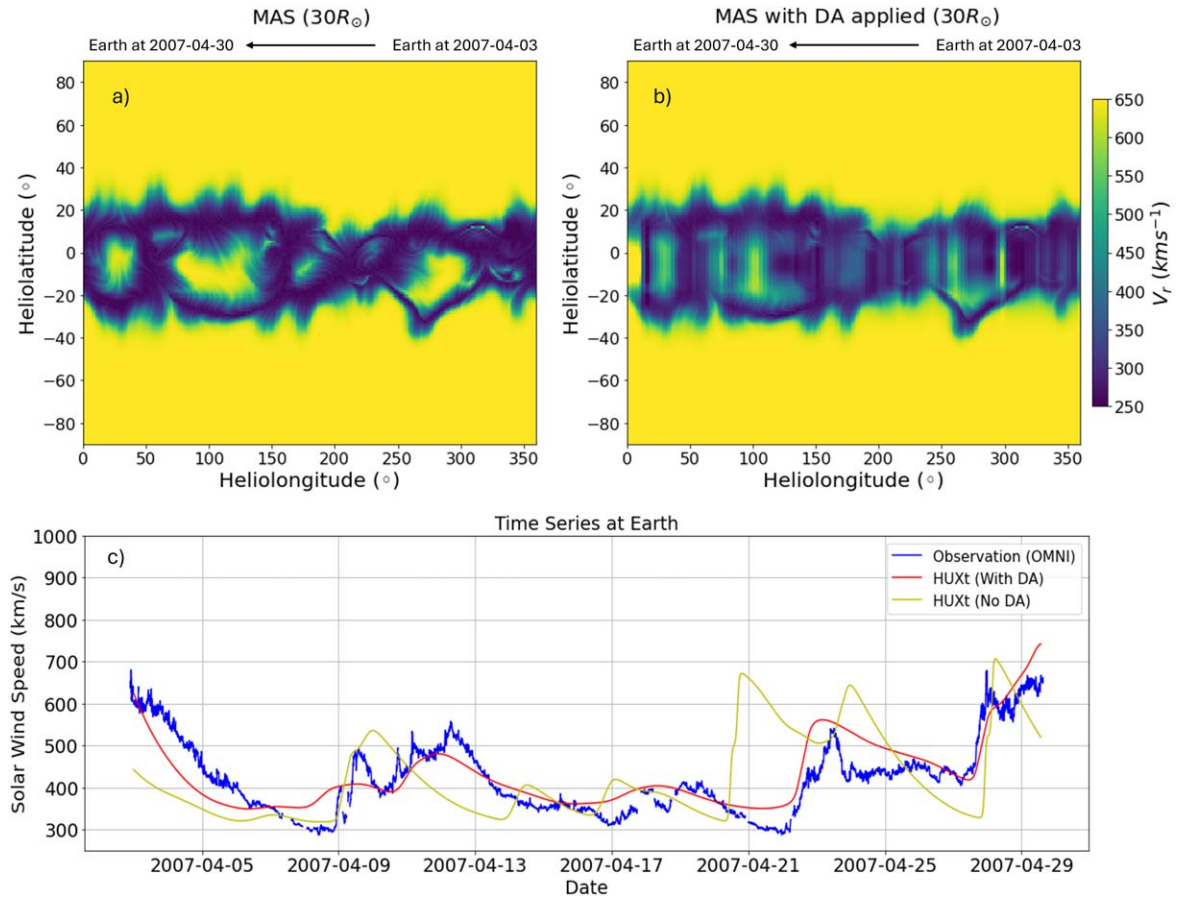 MAS (30R⊙)
Earth at 2007-04-30 Earth at 2007-04-03
a)
80
60
40
20
0
−20
−40
−60
−80
Heliolatitude (°)
0 50 100 150 200 250 300 350
Heliolongitude (°)
MAS with DA applied (30R⊙)
Earth at 2007-04-30 Earth at 2007-04-03
b)
80
60
40
20
0
−20
−40
−60
−80
Heliolatitude (°)
0 50 100 150 200 250 300 350
Heliolongitude (°)
650
600
550
500
450
400
350
300
250
Vr (kms−1)
Time Series at Earth
c)
Observation (OMNI)
HUXt (With DA)
HUXt (No DA)
1000
900
800
700
600
500
400
300
Solar Wind Speed (km/s)
2007-04-05 2007-04-09 2007-04-13 2007-04-17 2007-04-21 2007-04-25 2007-04-29
Date